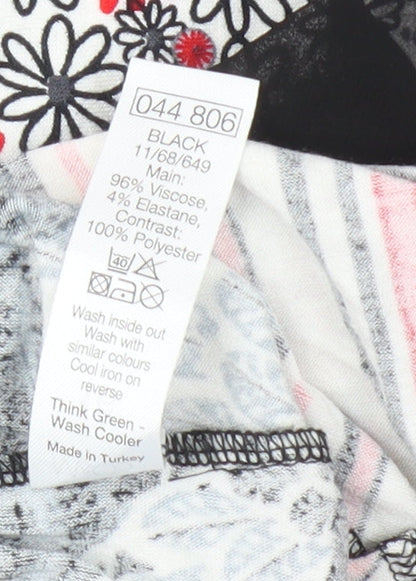 044 806
BLACK
11/68/649
Main:
96% Viscose,
4% Elastane,
Contrast:
100% Polyester
40
Wash inside out
Wash with
similar colours
Cool iron on
reverse
Think Green -
Wash Cooler
Made in Turkey